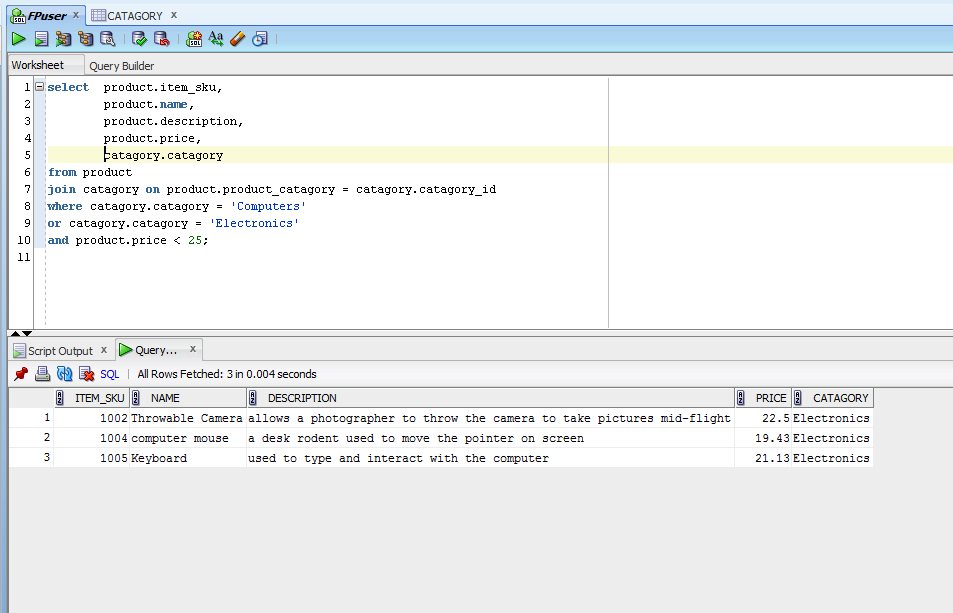 FPuser x CATAGORY x
Worksheet Query Builder
1 select product.item_sku,
2 product.name,
3 product.description,
4 product.price,
5 catagory.catagory
6 from product
7 join catagory on product.product_catagory = catagory.catagory_id
8 where catagory.catagory = 'Computers'
9 or catagory.catagory = 'Electronics'
10 and product.price < 25;
11
Script Output x Query... x
SQL | All Rows Fetched: 3 in 0.004 seconds
ITEM_SKU NAME DESCRIPTION PRICE CATAGORY
1 1002 Throwable Camera allows a photographer to throw the camera to take pictures mid-flight 22.5 Electronics
2 1004 computer mouse a desk rodent used to move the pointer on screen 19.43 Electronics
3 1005 Keyboard used to type and interact with the computer 21.13 Electronics